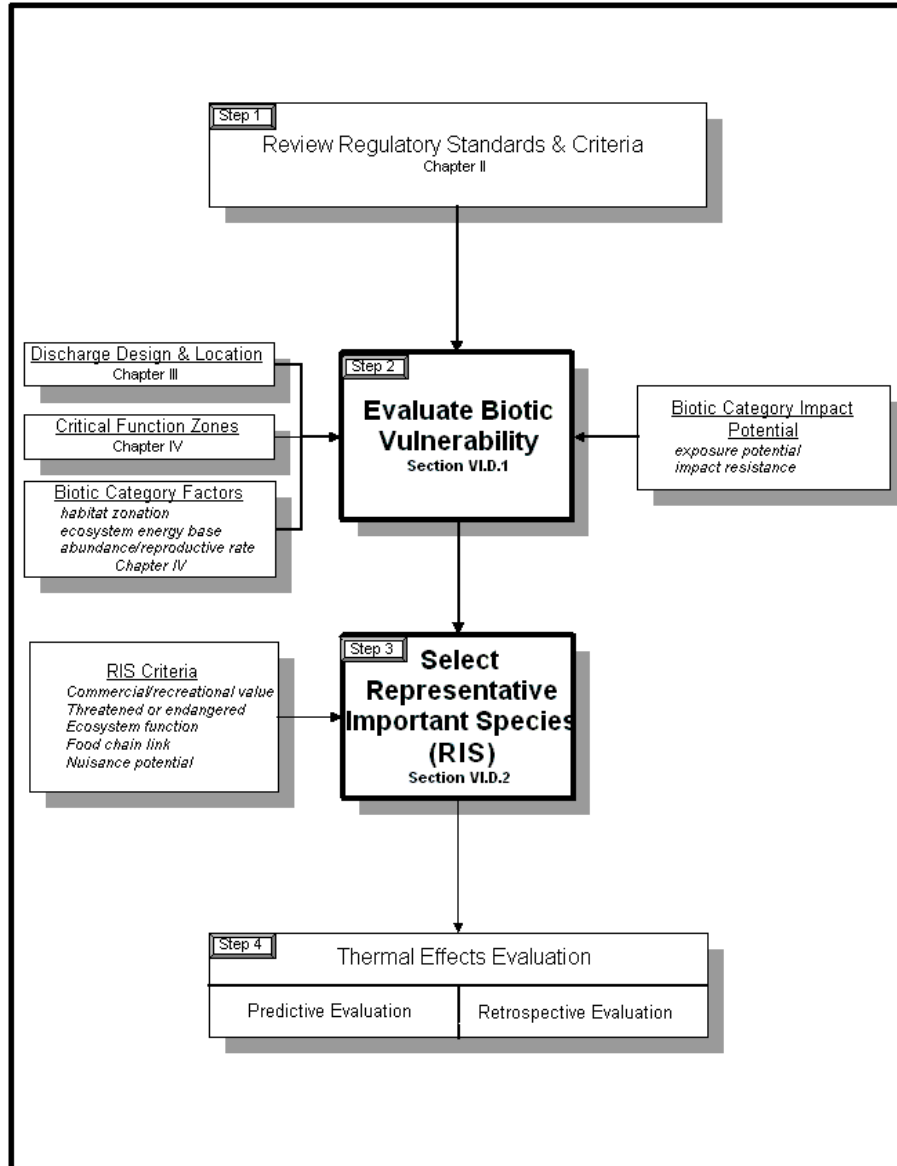 Step 1
Review Regulatory Standards & Criteria
Chapter II
Discharge Design & Location
Chapter III
Critical Function Zones
Chapter IV
Biotic Category Factors
habitat zonation
ecosystem energy base
abundance/reproductive rate
Chapter IV
Step 2
Evaluate Biotic
Vulnerability
Section VI.D.1
Biotic Category Impact
Potential
exposure potential
impact resistance
RIS Criteria
Commercial/recreational value
Threatened or endangered
Ecosystem function
Food chain link
Nuisance potential
Step 3
Select
Representative
Important Species
(RIS)
Section VI.D.2
Step 4
Thermal Effects Evaluation
Predictive Evaluation
Retrospective Evaluation